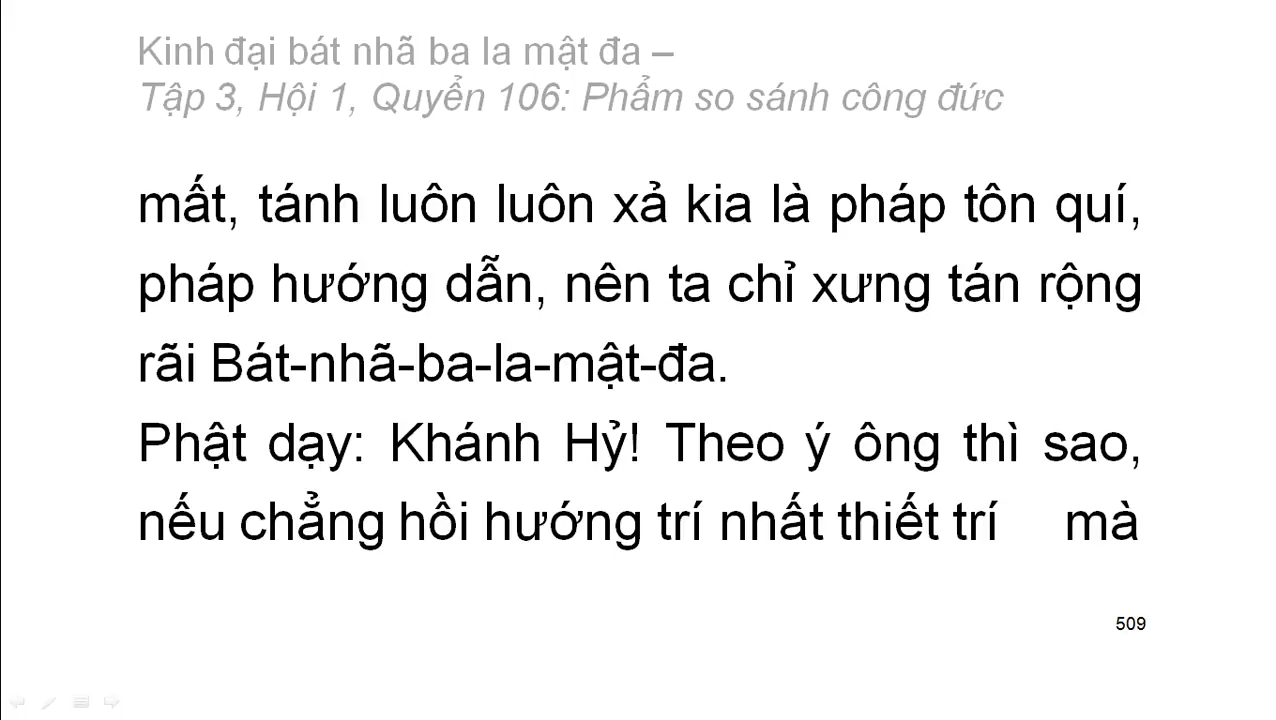 Kinh đại bát nhã ba la mật đa –
Tập 3, Hội 1, Quyển 106: Phẩm so sánh công đức
mất, tánh luôn luôn xả kia là pháp tôn quí,
pháp hướng dẫn, nên ta chỉ xưng tán rộng
rãi Bát-nhã-ba-la-mật-đa.
Phật dạy: Khánh Hỷ! Theo ý ông thì sao,
nếu chẳng hồi hướng trí nhất thiết trí mà
509